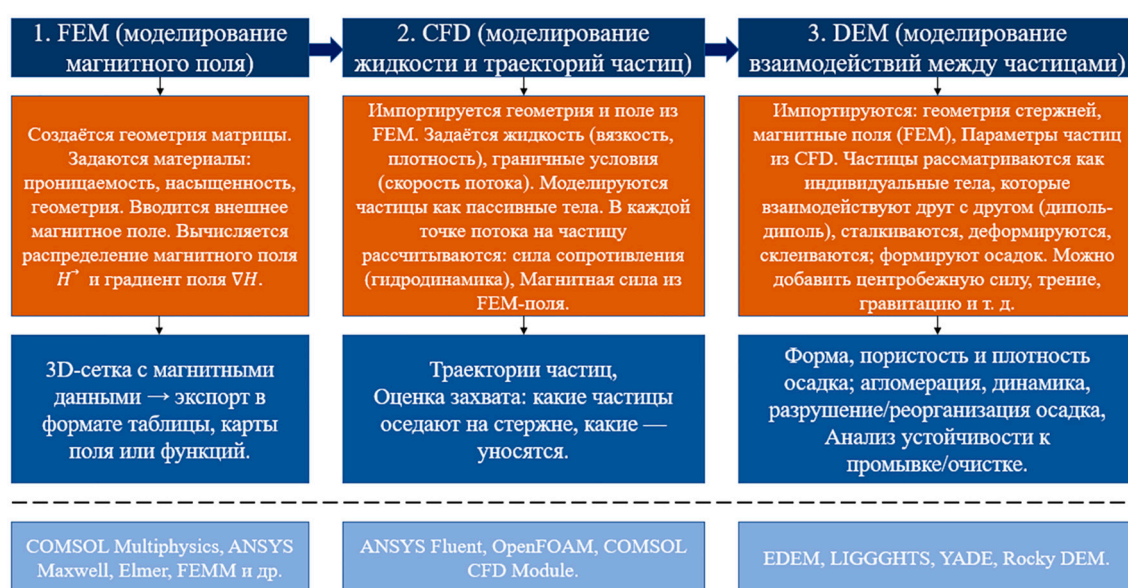 1. FEM (моделирование
магнитного поля)
2. CFD (моделирование
жидкости и траекторий частиц)
3. DEM (моделирование
взаимодействий между частицами)
Создаётся геометрия матрицы.
Задаются материалы:
проницаемость, насыщенность,
геометрия. Вводится внешнее
магнитное поле. Вычисляется
распределение магнитного поля
H→ и градиент поля ∇H.
Импортируется геометрия и поле из
FEM. Задаётся жидкость (вязкость,
плотность), граничные условия
(скорость потока). Моделируются
частицы как пассивные тела. В каждой
точке потока на частицу
рассчитываются: сила сопротивления
(гидродинамика), Магнитная сила из
FEM-поля.
Импортируются: геометрия стержней,
магнитные поля (FEM), Параметры частиц
из CFD. Частицы рассматриваются как
индивидуальные тела, которые
взаимодействуют друг с другом (диполь-
диполь), сталкиваются, деформируются,
склеиваются; формируют осадок. Можно
добавить центробежную силу, трение,
гравитацию и т. д.
3D-сетка с магнитными
данными → экспорт в
формате таблицы, карты
поля или функций.
Траектории частиц,
Оценка захвата: какие частицы
оседают на стержне, какие —
уносятся.
Форма, пористость и плотность
осадка; агломерация, динамика,
разрушение/реорганизация осадка,
Анализ устойчивости к
промывке/очистке.
COMSOL Multiphysics, ANSYS
Maxwell, Elmer, FEMM и др.
ANSYS Fluent, OpenFOAM, COMSOL
CFD Module.
EDEM, LIGGGHTS, YADE, Rocky DEM.